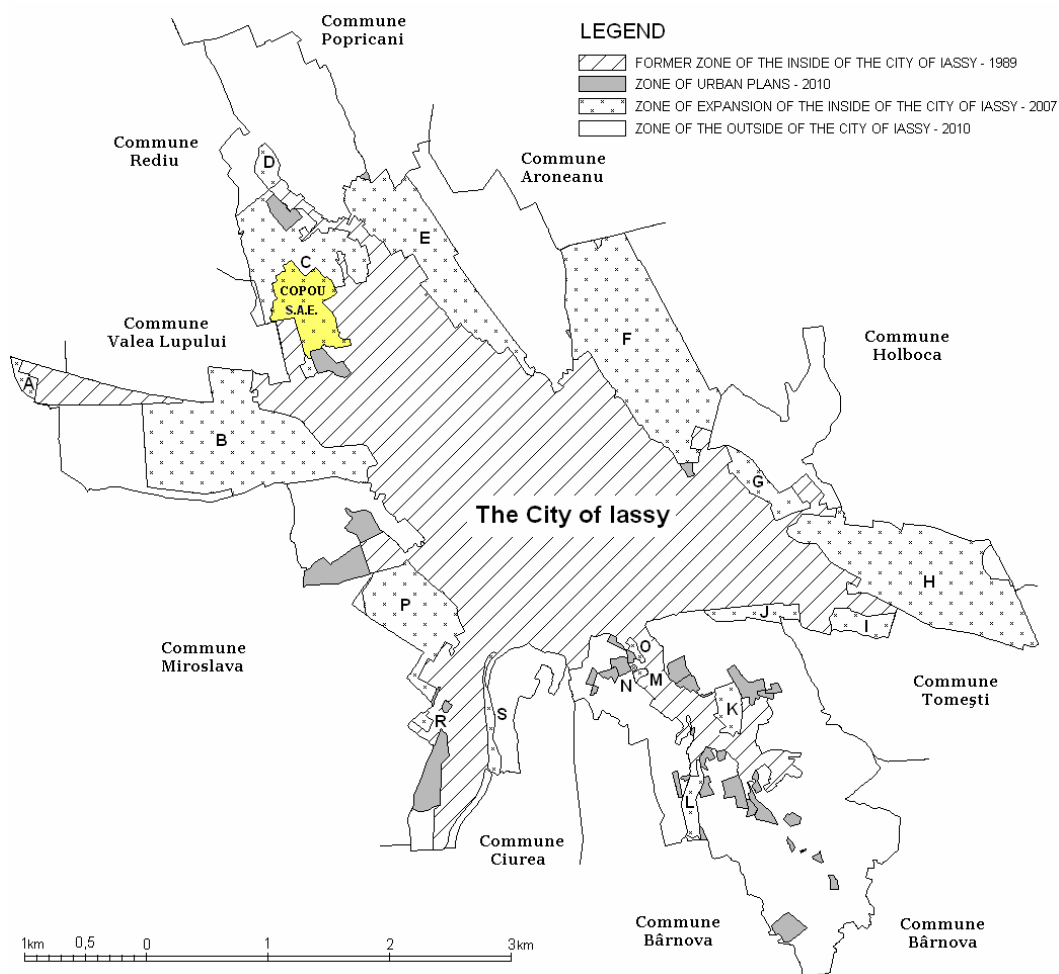 Commune
Popricani
LEGEND
FORMER ZONE OF THE INSIDE OF THE CITY OF IASSY - 1989
ZONE OF URBAN PLANS - 2010
ZONE OF EXPANSION OF THE INSIDE OF THE CITY OF IASSY - 2007
ZONE OF THE OUTSIDE OF THE CITY OF IASSY - 2010
Commune
Rediu
D
Commune
Aroneanu
E
C
COPOU
S.A.E.
Commune
Valea Lupului
F
Commune
Holboca
A
B
G
The City of Iassy
H
P
J
I
Commune
Miroslava
O
M
N
Commune
Tomeşti
K
R
S
L
Commune
Ciurea
Commune
Bârnova
Commune
Bârnova
1km 0,5 0 1 2 3km